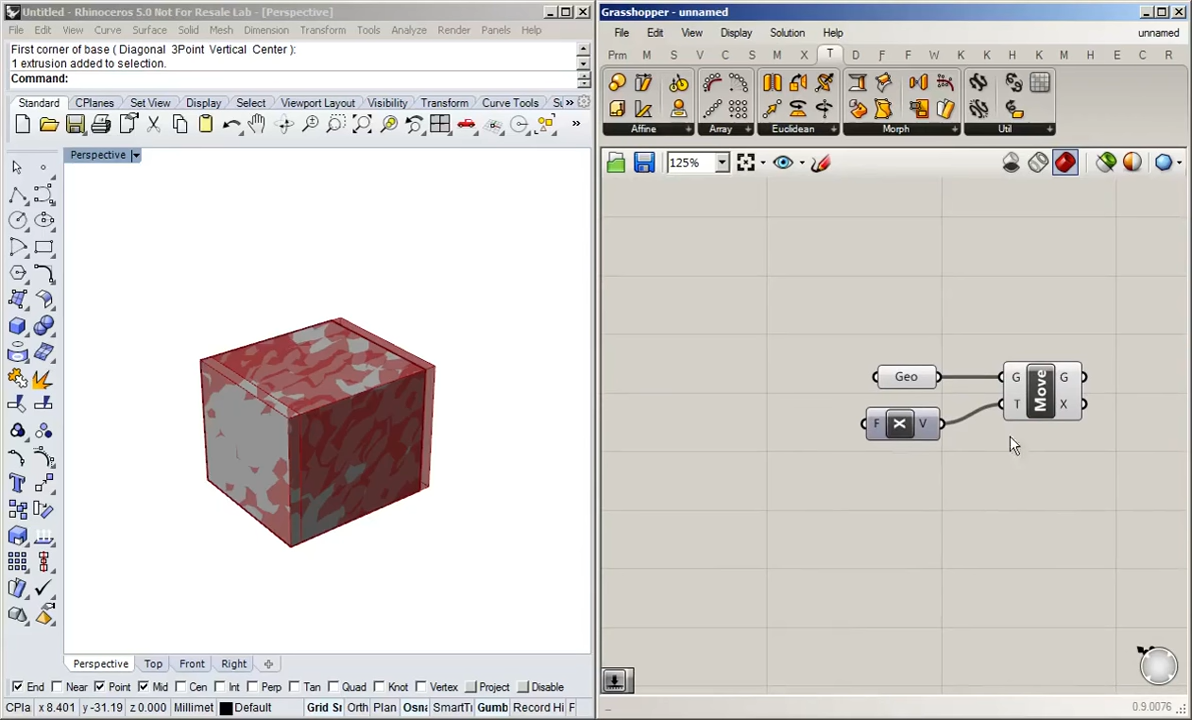 Untitled - Rhinoceros 5.0 Not For Resale Lab - [Perspective]
File Edit View Curve Surface Solid Mesh Dimension Transform Tools Analyze Render Panels Help
First corner of base ( Diagonal 3Point Vertical Center ):
1 extrusion added to selection.
Command:
Standard CPlanes Set View Display Select Viewport Layout Visibility Transform Curve Tools »
»
Perspective
Perspective Top Front Right
End Near Point Mid Cen Int Perp Tan Quad Knot Vertex Project Disable
CPla x 8.401 y -31.19 z 0.000 Millimet Default Grid Sr Orth Plan Osna SmartTi Gumb Record Hi F
Grasshopper - unnamed
File Edit View Display Solution Help unnamed
Prm M S V C S M X T D F F W K H K M H E C R
Affine Array Euclidean Morph Util
125%
Geo
F X V
G T Move G X
0.9.0076